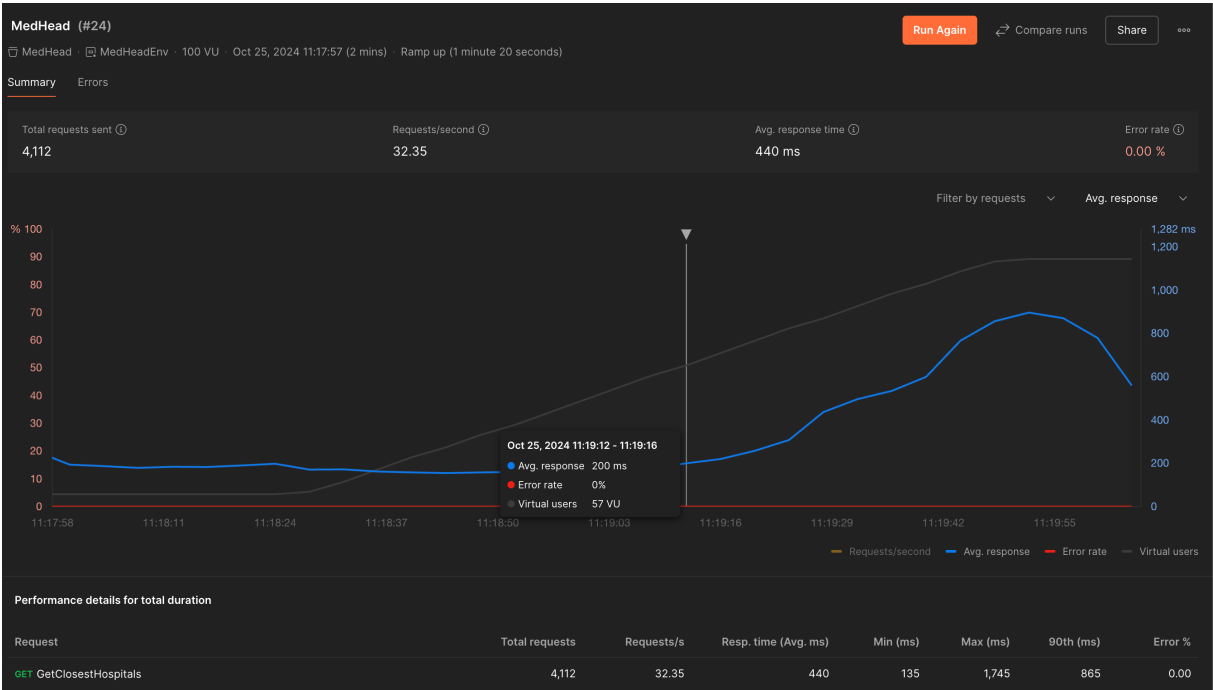 MedHead (#24)
Run Again
Compare runs
Share
MedHead · MedHeadEnv · 100 VU · Oct 25, 2024 11:17:57 (2 mins) · Ramp up (1 minute 20 seconds)
Summary Errors
Total requests sent Requests/second Avg. response time Error rate
4,112 32.35 440 ms 0.00 %
Filter by requests Avg. response
% 100
90
80
70
60
50
40
30
20
10
0
1,282 ms
1,200
1,000
800
600
400
200
0
Oct 25, 2024 11:19:12 - 11:19:16
Avg. response 200 ms
Error rate 0%
Virtual users 57 VU
11:17:58 11:18:11 11:18:24 11:18:37 11:18:50 11:19:03 11:19:16 11:19:29 11:19:42 11:19:55
Requests/second Avg. response Error rate Virtual users
Performance details for total duration
Request Total requests Requests/s Resp. time (Avg. ms) Min (ms) Max (ms) 90th (ms) Error %
GET GetClosestHospitals 4,112 32.35 440 135 1,745 865 0.00